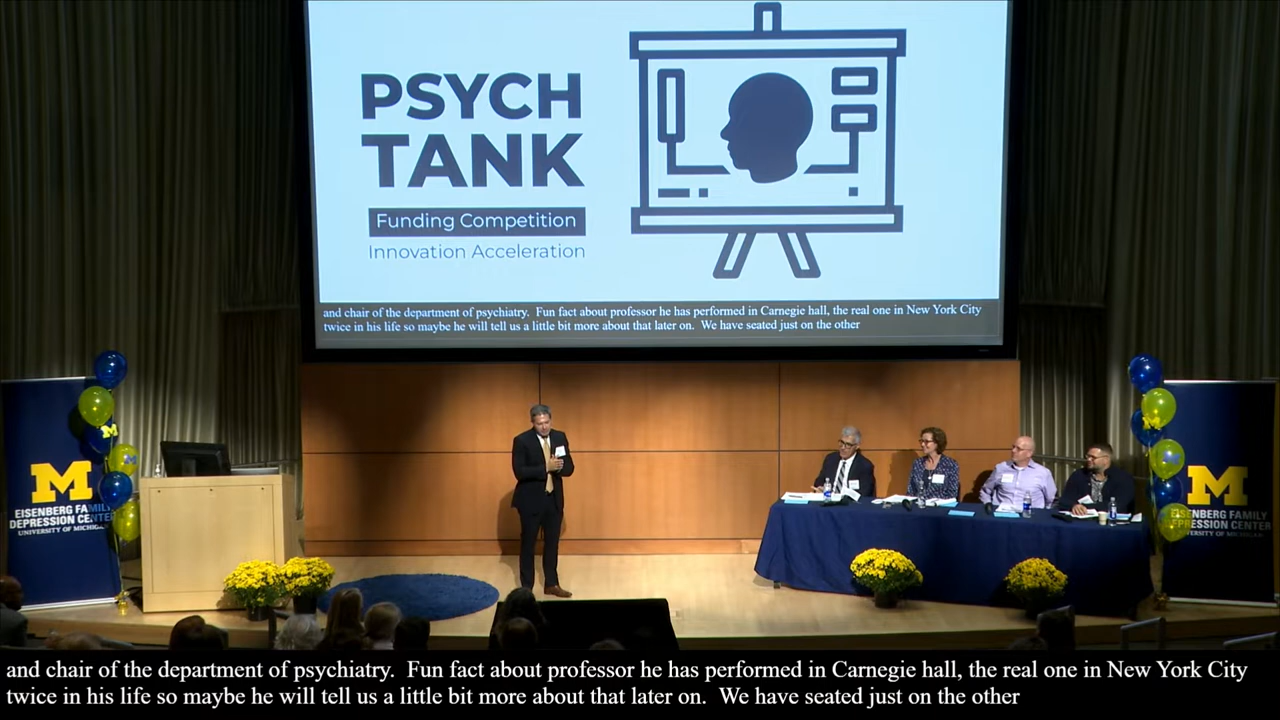 PSYCH
TANK
Funding Competition
Innovation Acceleration
and chair of the department of psychiatry.  Fun fact about professor he has performed in Carnegie hall, the real one in New York City
twice in his life so maybe he will tell us a little bit more about that later on.  We have seated just on the other
M
EISENBERG FAMILY
DEPRESSION CENTER
UNIVERSITY OF MICHIGAN
M
M
EISENBERG FAMILY
DEPRESSION CENTER
UNIVERSITY OF MICHIGAN
and chair of the department of psychiatry.  Fun fact about professor he has performed in Carnegie hall, the real one in New York City
twice in his life so maybe he will tell us a little bit more about that later on.  We have seated just on the other